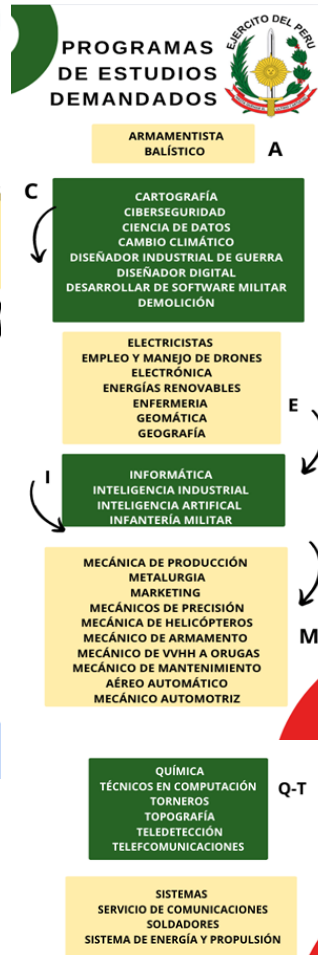 PROGRAMAS
DE ESTUDIOS
DEMANDADOS
EJERCITO DEL PERU
ARMAMENTISTA
BALÍSTICO
A
C
CARTOGRAFÍA
CIBERSEGURIDAD
CIENCIA DE DATOS
CAMBIO CLIMÁTICO
DISEÑADOR INDUSTRIAL DE GUERRA
DISEÑADOR DIGITAL
DESARROLLAR DE SOFTWARE MILITAR
DEMOLICIÓN
ELECTRICISTAS
EMPLEO Y MANEJO DE DRONES
ELECTRÓNICA
ENERGÍAS RENOVABLES
ENFERMERIA
GEOMÁTICA
GEOGRAFÍA
E
I
INFORMÁTICA
INTELIGENCIA INDUSTRIAL
INTELIGENCIA ARTIFICAL
INFANTERÍA MILITAR
MECÁNICA DE PRODUCCIÓN
METALURGIA
MARKETING
MECÁNICOS DE PRECISIÓN
MECÁNICA DE HELICÓPTEROS
MECÁNICO DE ARMAMENTO
MECÁNICO DE VVHH A ORUGAS
MECÁNICO DE MANTENIMIENTO
AÉREO AUTOMÁTICO
MECÁNICO AUTOMOTRIZ
M
QUÍMICA
TÉCNICOS EN COMPUTACIÓN
TORNEROS
TOPOGRAFÍA
TELEDETECCIÓN
TELEFCOMUNICACIONES
Q-T
SISTEMAS
SERVICIO DE COMUNICACIONES
SOLDADORES
SISTEMA DE ENERGÍA Y PROPULSIÓN